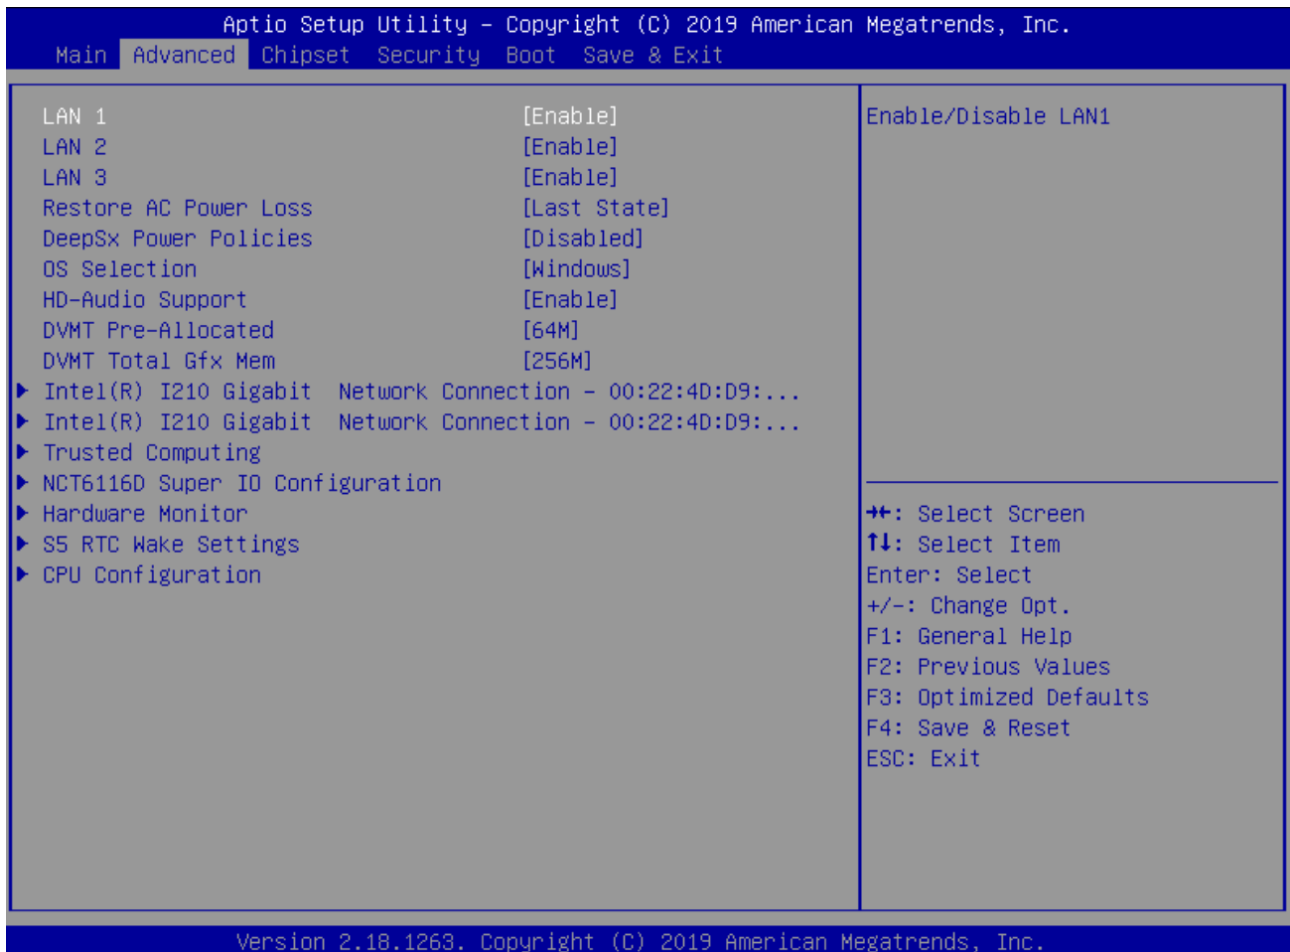 Aptio Setup Utility – Copyright (C) 2019 American Megatrends, Inc.
Main Advanced Chipset Security Boot Save & Exit
LAN 1 [Enable]
LAN 2 [Enable]
LAN 3 [Enable]
Restore AC Power Loss [Last State]
DeepSx Power Policies [Disabled]
OS Selection [Windows]
HD-Audio Support [Enable]
DVMT Pre-Allocated [64M]
DVMT Total Gfx Mem [256M]
Intel(R) I210 Gigabit  Network Connection – 00:22:4D:D9:...
Intel(R) I210 Gigabit  Network Connection – 00:22:4D:D9:...
Trusted Computing
NCT6116D Super IO Configuration
Hardware Monitor
S5 RTC Wake Settings
CPU Configuration
Enable/Disable LAN1
→←: Select Screen
↑↓: Select Item
Enter: Select
+/-: Change Opt.
F1: General Help
F2: Previous Values
F3: Optimized Defaults
F4: Save & Reset
ESC: Exit
Version 2.18.1263. Copyright (C) 2019 American Megatrends, Inc.